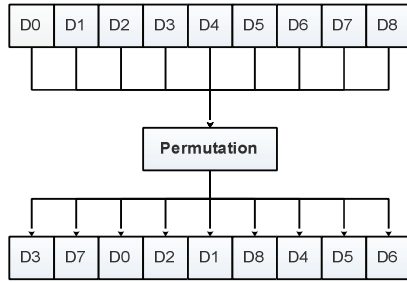 D0 D1 D2 D3 D4 D5 D6 D7 D8
Permutation
D3 D7 D0 D2 D1 D8 D4 D5 D6